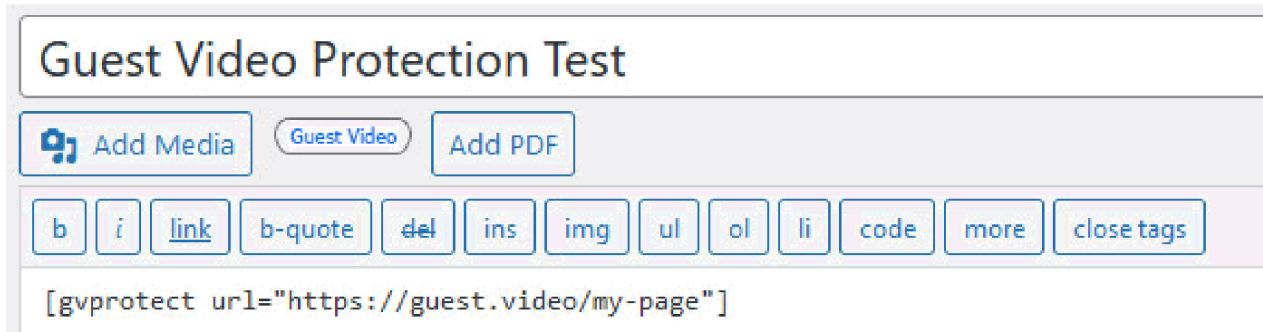 Guest Video Protection Test
Add Media Guest Video Add PDF
b i link b-quote del ins img ul ol li code more close tags
[gvprotect url="https://guest.video/my-page"]